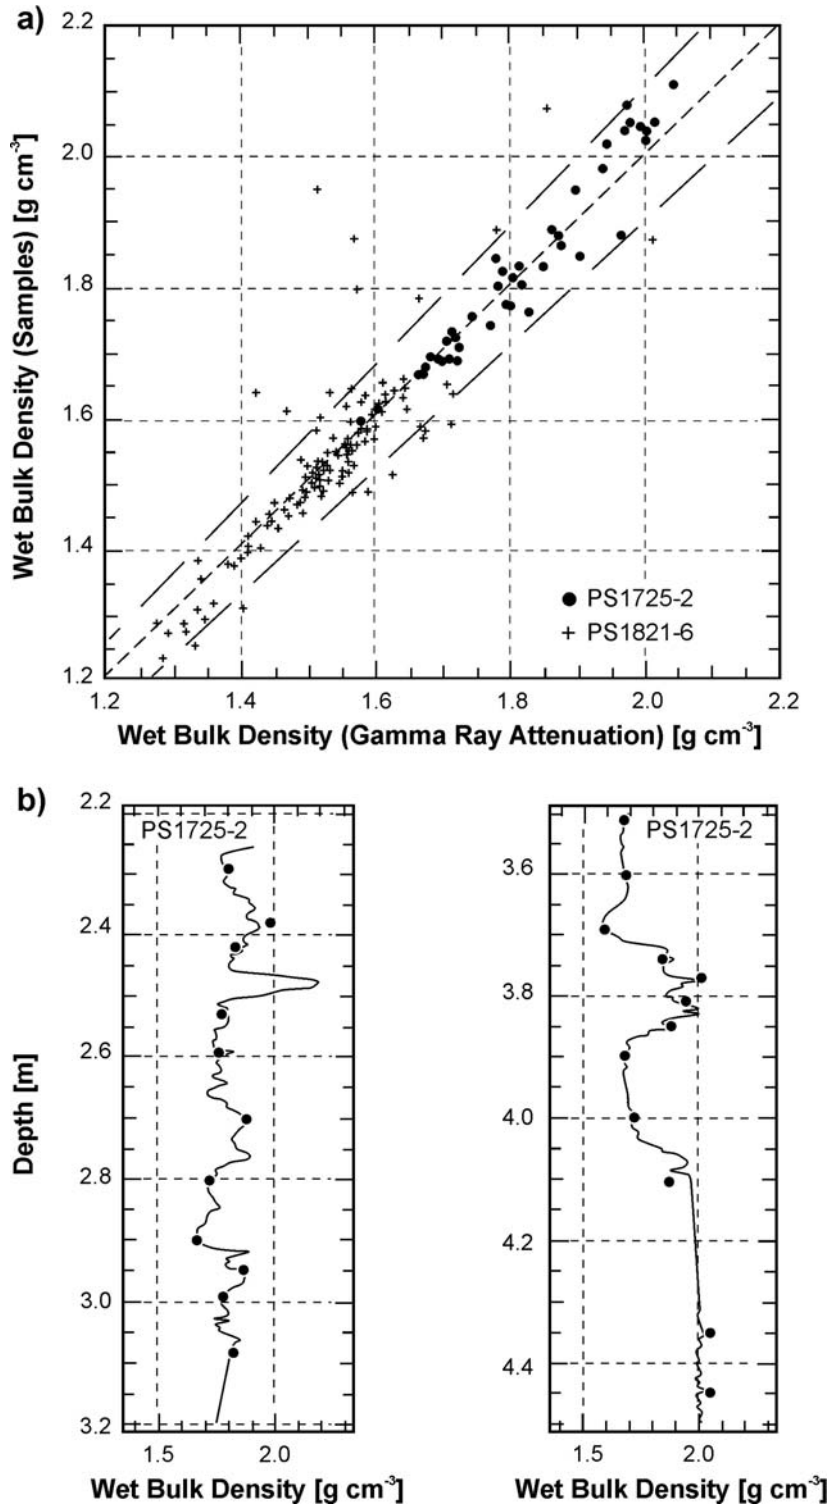 a)
2.2
2.0
1.8
1.6
1.4
1.2
Wet Bulk Density (Samples) [g cm⁻³]
PS1725-2
PS1821-6
1.2 1.4 1.6 1.8 2.0 2.2
Wet Bulk Density (Gamma Ray Attenuation) [g cm⁻³]
b)
2.2
PS1725-2
2.4
2.6
2.8
3.0
3.2
Depth [m]
1.5 2.0
Wet Bulk Density [g cm⁻³]
PS1725-2
3.6
3.8
4.0
4.2
4.4
1.5 2.0
Wet Bulk Density [g cm⁻³]